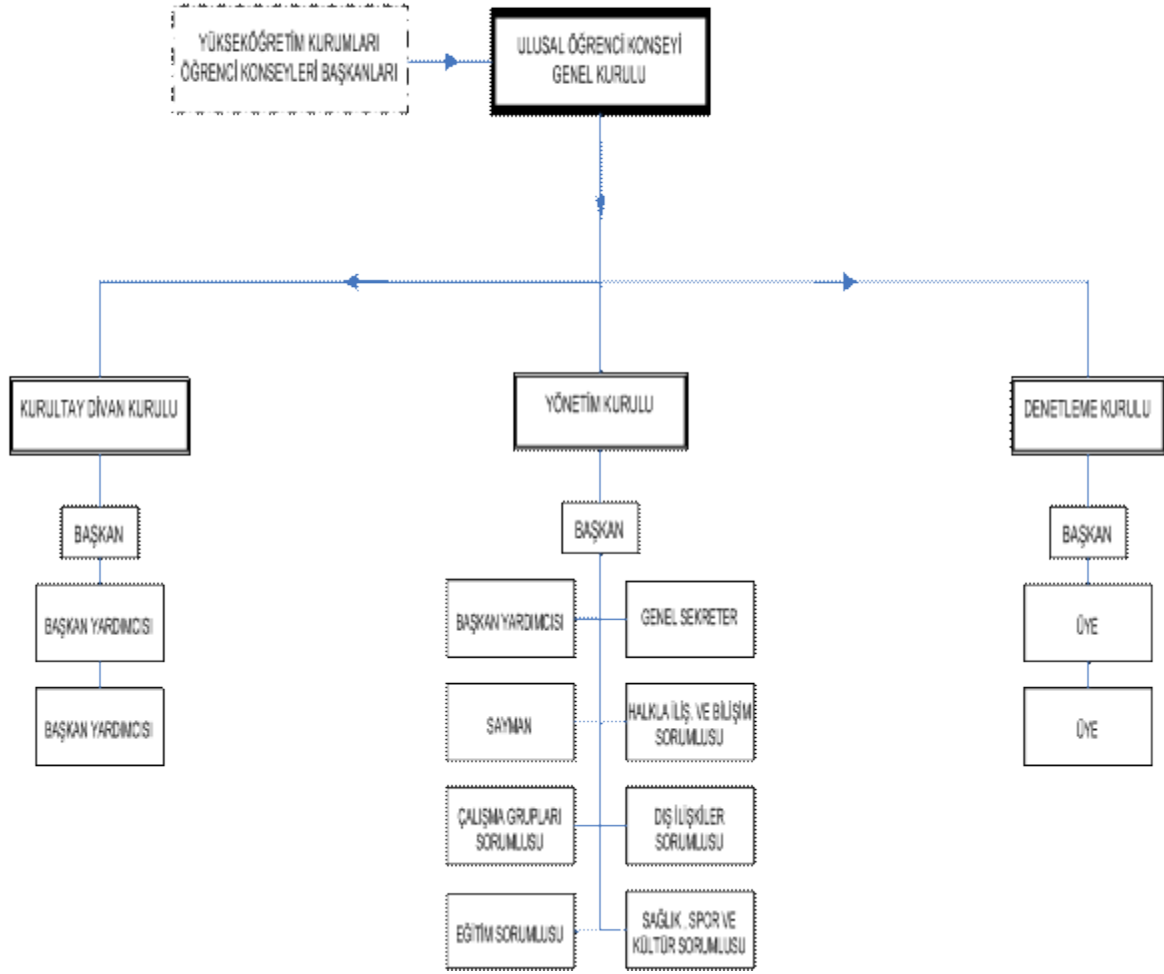 YÜKSEKÖĞRETİM KURUMLARI
ÖĞRENCİ KONSEYLERİ BAŞKANLARI
ULUSAL ÖĞRENCİ KONSEYİ
GENEL KURULU
KURULTAY DİVAN KURULU
YÖNETİM KURULU
DENETLEME KURULU
BAŞKAN
BAŞKAN
BAŞKAN
BAŞKAN YARDIMCISI
BAŞKAN YARDIMCISI
GENEL SEKRETER
ÜYE
BAŞKAN YARDIMCISI
SAYMAN
HALKLA İLİŞ. VE BİLİŞİM
SORUMLUSU
ÜYE
ÇALIŞMA GRUPLARI
SORUMLUSU
DIŞ İLİŞKİLER
SORUMLUSU
EĞİTİM SORUMLUSU
SAĞLIK , SPOR VE
KÜLTÜR SORUMLUSU